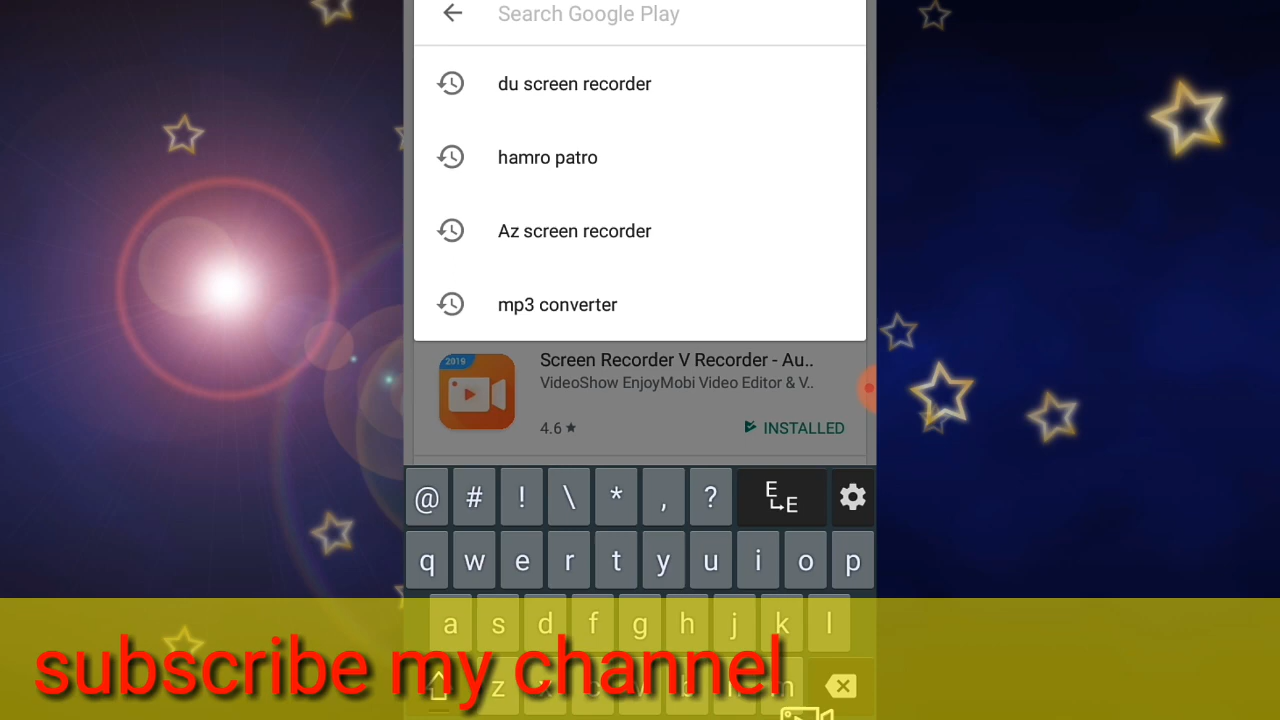 Search Google Play
du screen recorder
hamro patro
Az screen recorder
mp3 converter
2019
Screen Recorder V Recorder - Au..
VideoShow EnjoyMobi Video Editor & V..
4.6 ★
INSTALLED
@ # ! \ * , ? E E
q w e r t y u i o p
a s d f g h j k l
subscribe my channel
z x c v b n m